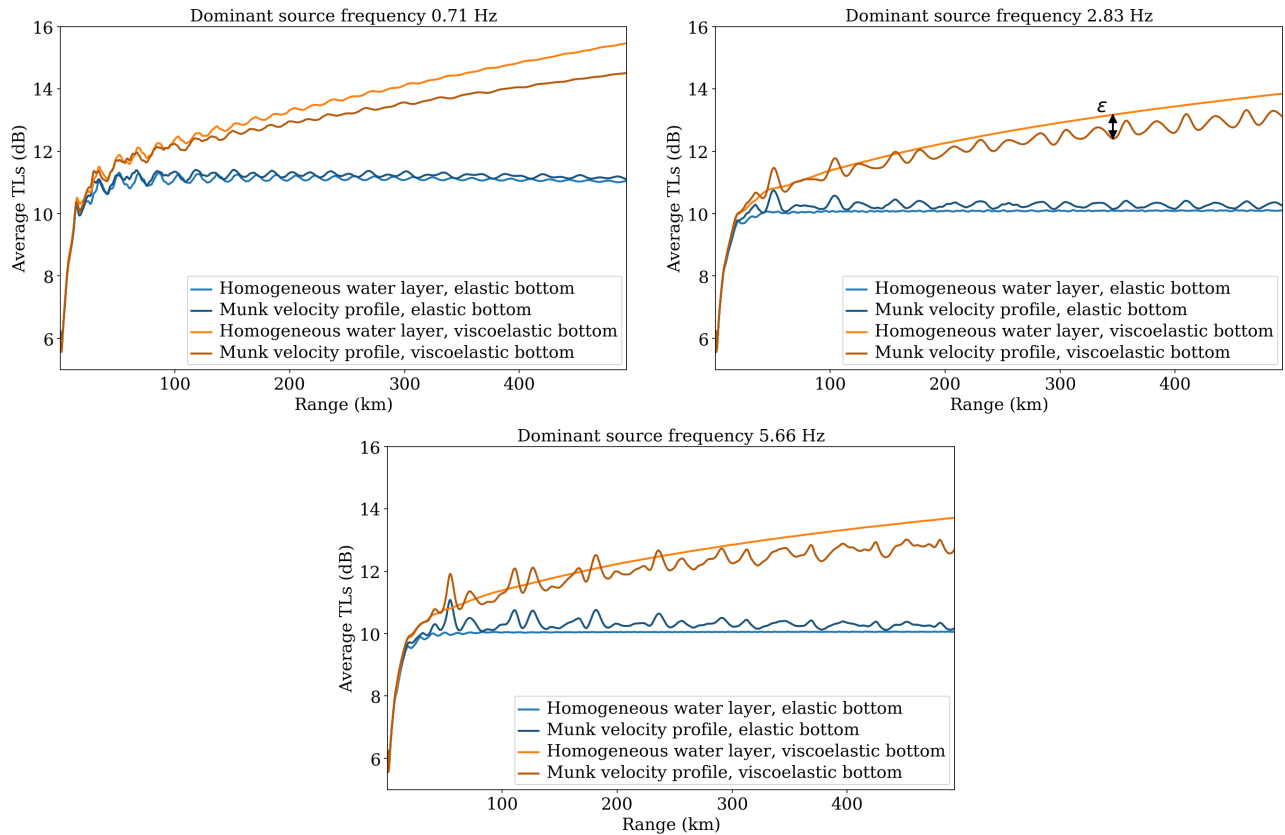 Dominant source frequency 0.71 Hz
16
14
12
10
8
6
Average TLs (dB)
Homogeneous water layer, elastic bottom
Munk velocity profile, elastic bottom
Homogeneous water layer, viscoelastic bottom
Munk velocity profile, viscoelastic bottom
100
200
300
400
Range (km)
Dominant source frequency 2.83 Hz
16
14
12
10
8
6
Average TLs (dB)
ε
Homogeneous water layer, elastic bottom
Munk velocity profile, elastic bottom
Homogeneous water layer, viscoelastic bottom
Munk velocity profile, viscoelastic bottom
100
200
300
400
Range (km)
Dominant source frequency 5.66 Hz
16
14
12
10
8
6
Average TLs (dB)
Homogeneous water layer, elastic bottom
Munk velocity profile, elastic bottom
Homogeneous water layer, viscoelastic bottom
Munk velocity profile, viscoelastic bottom
100
200
300
400
Range (km)